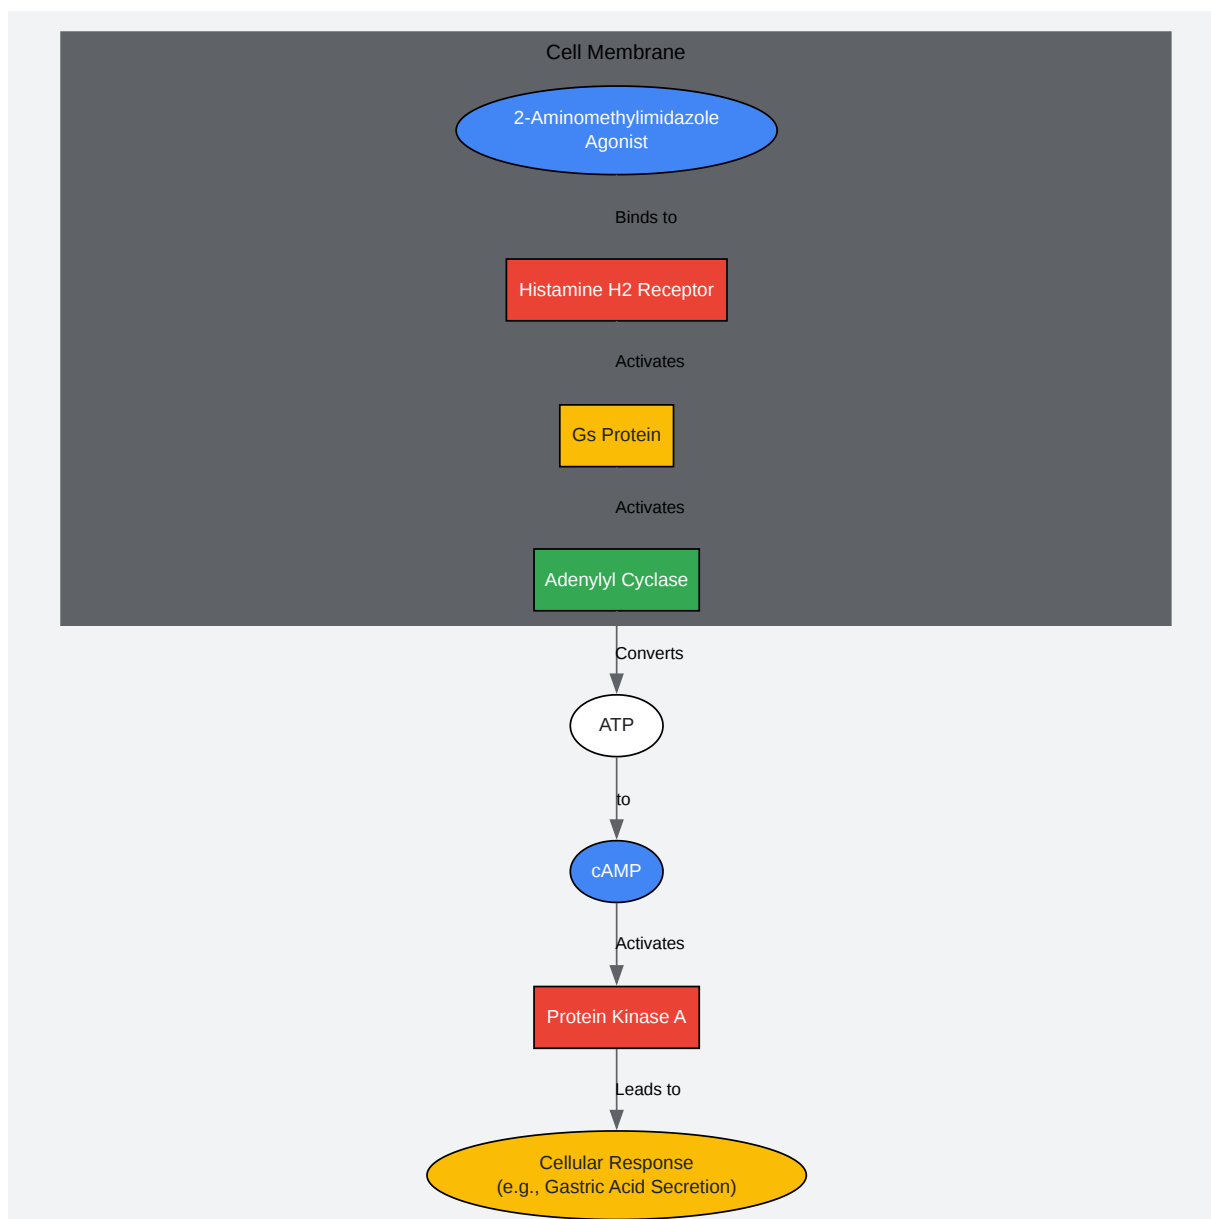 Cell Membrane
2-Aminomethylimidazole
Agonist
Binds to
Histamine H2 Receptor
Activates
Gs Protein
Activates
Adenylyl Cyclase
Converts
ATP
to
cAMP
Activates
Protein Kinase A
Leads to
Cellular Response
(e.g., Gastric Acid Secretion)